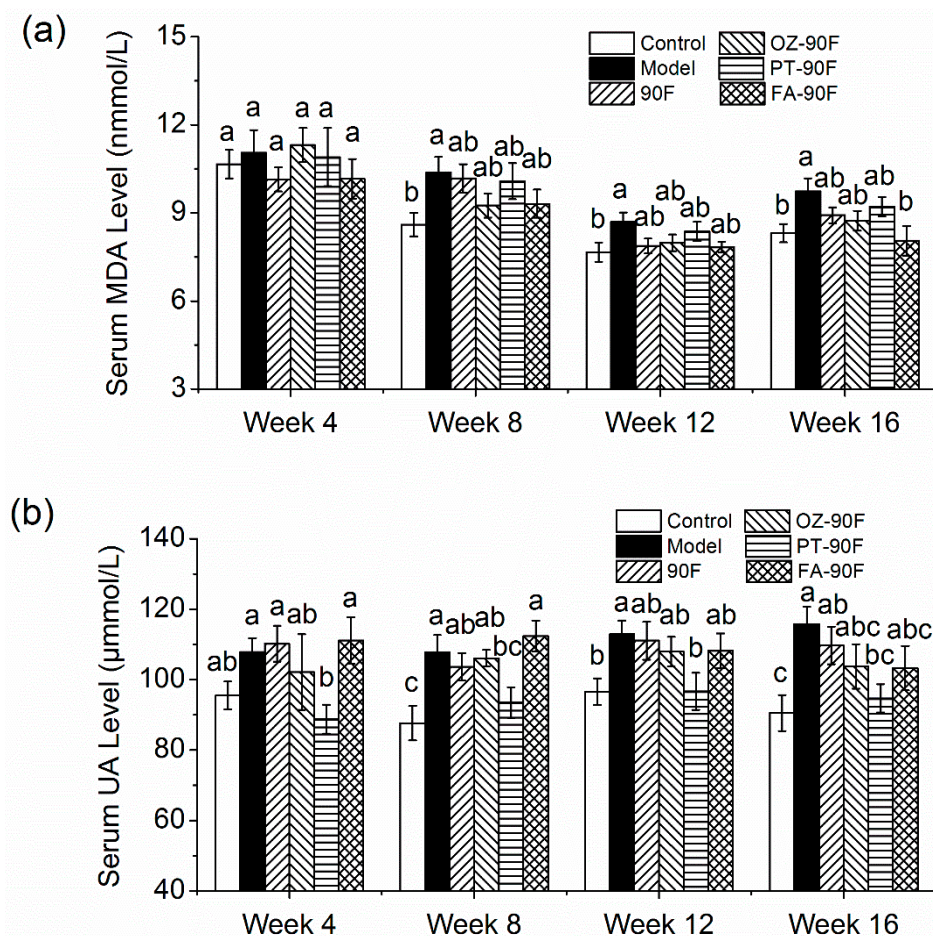 (a)
15
12
9
6
3
Serum MDA Level (nmmol/L)
Control
Model
90F
OZ-90F
PT-90F
FA-90F
a a a a a a
b a ab ab ab ab
b a ab ab ab ab
b a ab ab ab b
Week 4 Week 8 Week 12 Week 16
(b)
140
120
100
80
60
40
Serum UA Level (μmmol/L)
Control
Model
90F
OZ-90F
PT-90F
FA-90F
ab a a ab b a
c a ab ab bc a
b a ab ab b ab
c a ab abc bc abc
Week 4 Week 8 Week 12 Week 16